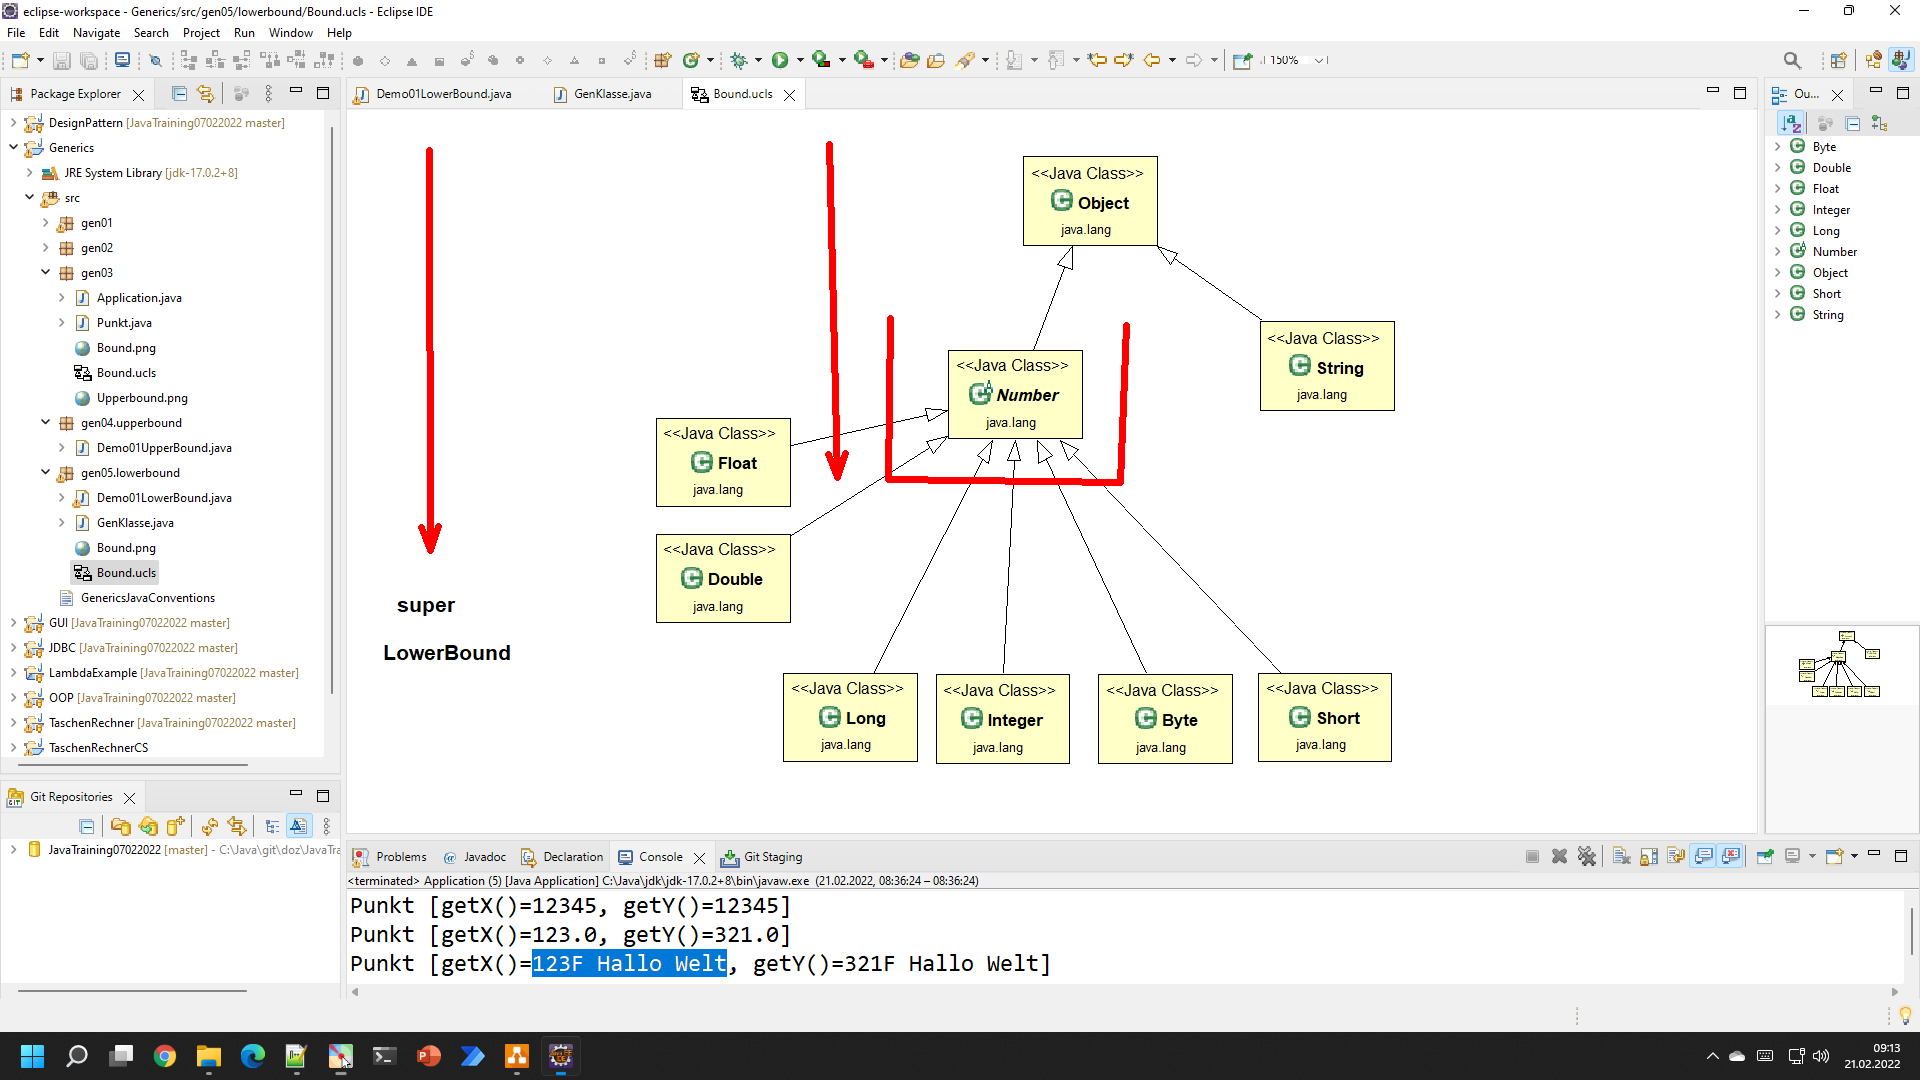 eclipse-workspace - Generics/src/gen05/lowerbound/Bound.ucls - Eclipse IDE
File Edit Navigate Search Project Run Window Help
150%
Package Explorer
DesignPattern [JavaTraining07022022 master]
Generics
JRE System Library [jdk-17.0.2+8]
src
gen01
gen02
gen03
Application.java
Punkt.java
Bound.png
Bound.ucls
Upperbound.png
gen04.upperbound
Demo01UpperBound.java
gen05.lowerbound
Demo01LowerBound.java
GenKlasse.java
Bound.png
Bound.ucls
GenericsJavaConventions
GUI [JavaTraining07022022 master]
JDBC [JavaTraining07022022 master]
LambdaExample [JavaTraining07022022 master]
OOP [JavaTraining07022022 master]
TaschenRechner [JavaTraining07022022 master]
TaschenRechnerCS
Git Repositories
JavaTraining07022022 [master] - C:\Java\git\doz\JavaTra
Demo01LowerBound.java GenKlasse.java Bound.ucls
<<Java Class>>
Object
java.lang
<<Java Class>>
String
java.lang
<<Java Class>>
Number
java.lang
<<Java Class>>
Float
java.lang
<<Java Class>>
Double
java.lang
super
LowerBound
<<Java Class>>
Long
java.lang
<<Java Class>>
Integer
java.lang
<<Java Class>>
Byte
java.lang
<<Java Class>>
Short
java.lang
Ou...
Byte
Double
Float
Integer
Long
Number
Object
Short
String
Problems Javadoc Declaration Console Git Staging
<terminated> Application (5) [Java Application] C:\Java\jdk\jdk-17.0.2+8\bin\javaw.exe (21.02.2022, 08:36:24 – 08:36:24)
Punkt [getX()=12345, getY()=12345]
Punkt [getX()=123.0, getY()=321.0]
Punkt [getX()=123F Hallo Welt, getY()=321F Hallo Welt]
09:13
21.02.2022